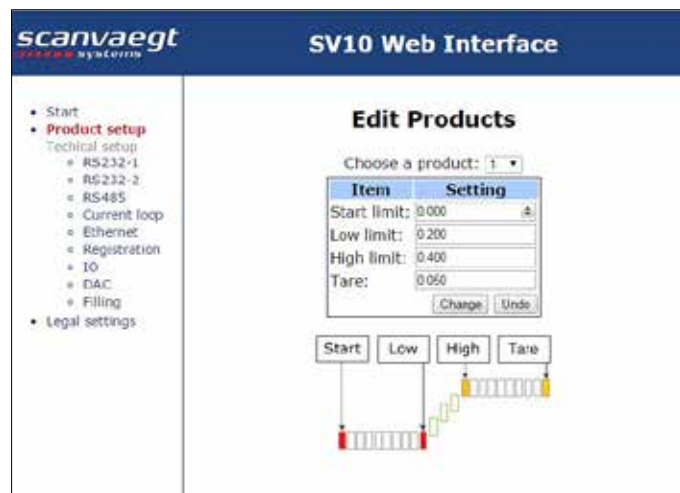 scanvaegt
systems
SV10 Web Interface
Start
Product setup
Techical setup
RS232-1
RS232-2
RS485
Current loop
Ethernet
Registration
IO
DAC
Filling
Legal settings
Edit Products
Choose a product: 1
Item Setting
Start limit: 0.000
Low limit: 0.200
High limit: 0.400
Tare: 0.050
Change Undo
Start Low High Tare